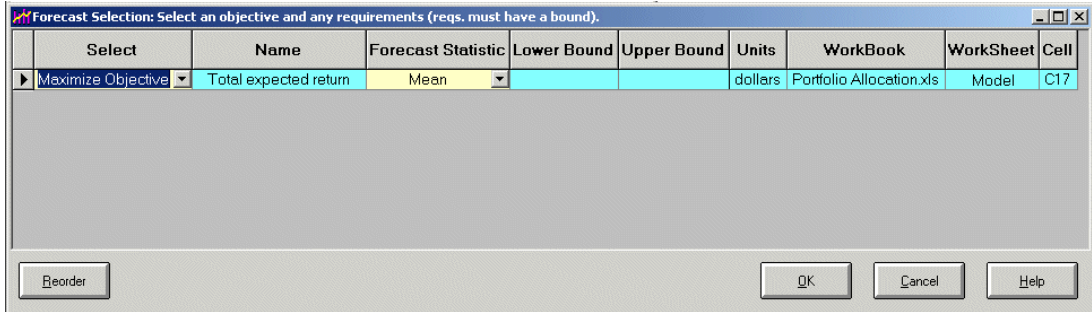 Forecast Selection: Select an objective and any requirements (reqs. must have a bound).
Select Name Forecast Statistic Lower Bound Upper Bound Units WorkBook WorkSheet Cell
Maximize Objective Total expected return Mean dollars Portfolio Allocation.xls Model C17
Reorder OK Cancel Help